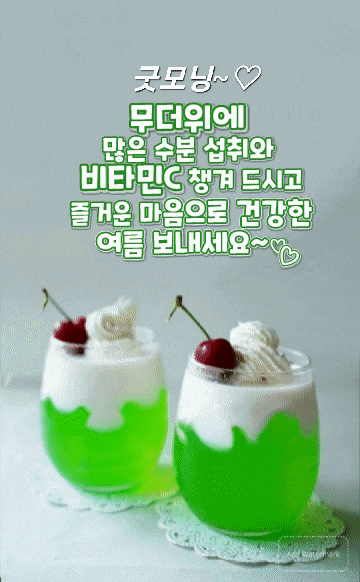 굿모닝~♡
무더위에
많은 수분 섭취와
비타민C 챙겨 드시고
즐거운 마음으로 건강한
여름 보내세요~
Add Watermark